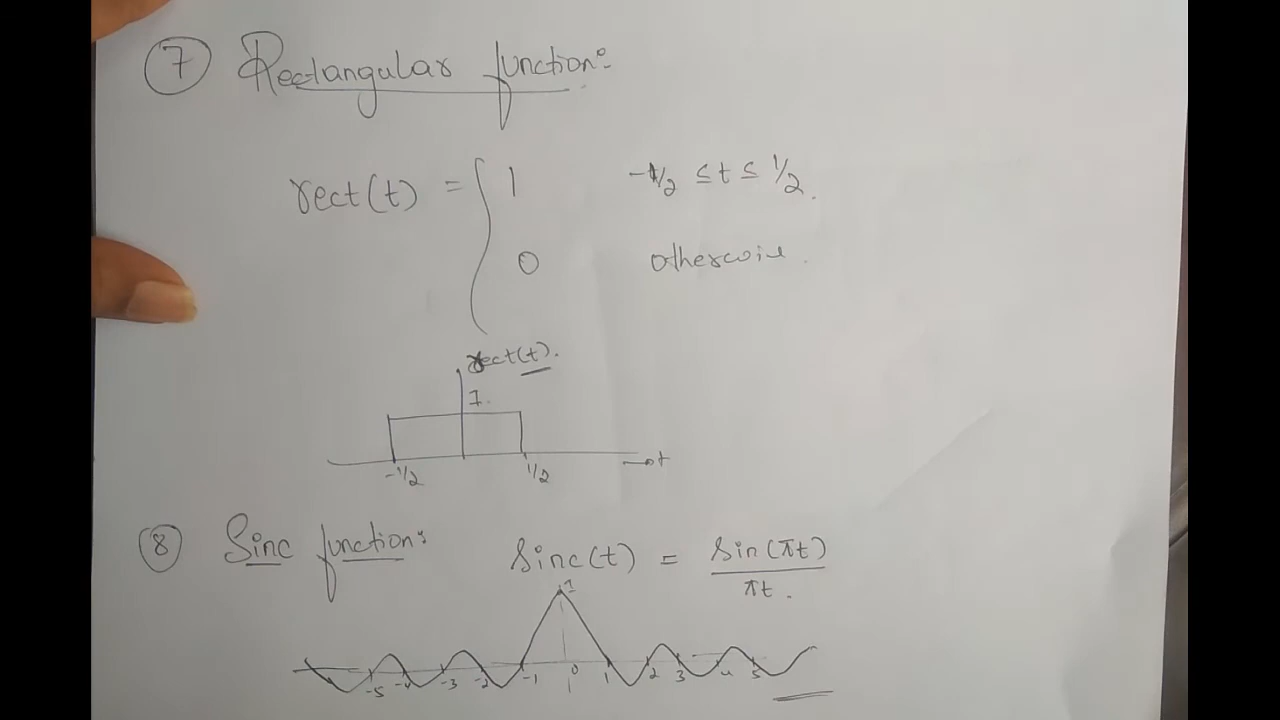 7 Rectangular function:
rect(t) = { 1 -1/2 ≤ t ≤ 1/2.
0 otherwise.
rect(t).
1.
→t
-1/2 1/2
8 Sinc function: Sinc(t) = Sin(πt)/πt.
1
-5 -4 -3 -2 -1 0 1 2 3 4 5